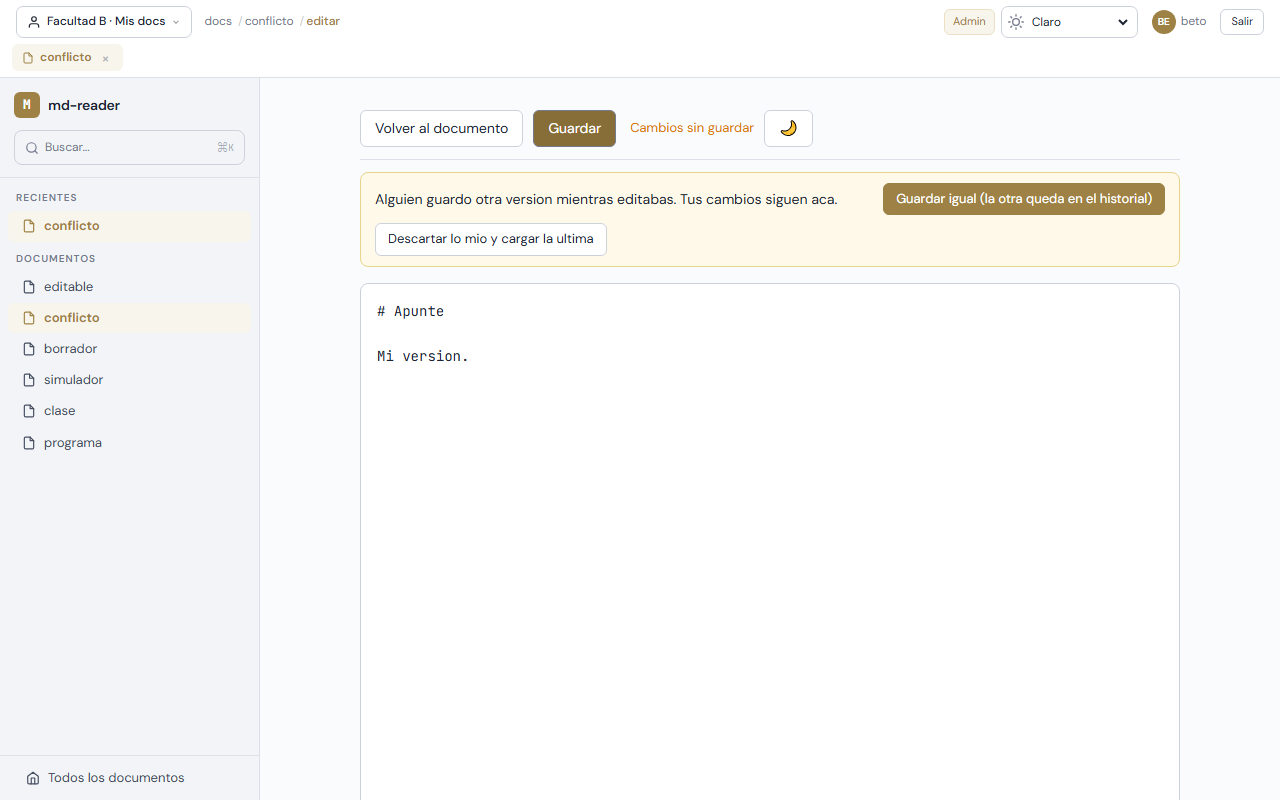 Facultad B · Mis docs
docs / conflicto / editar
Admin
Claro
BE
beto
Salir
conflicto ×
M
md-reader
Buscar... ⌘K
RECIENTES
conflicto
DOCUMENTOS
editable
conflicto
borrador
simulador
clase
programa
Todos los documentos
Volver al documento
Guardar
Cambios sin guardar
Alguien guardo otra version mientras editabas. Tus cambios siguen aca.
Guardar igual (la otra queda en el historial)
Descartar lo mio y cargar la ultima
# Apunte
Mi version.